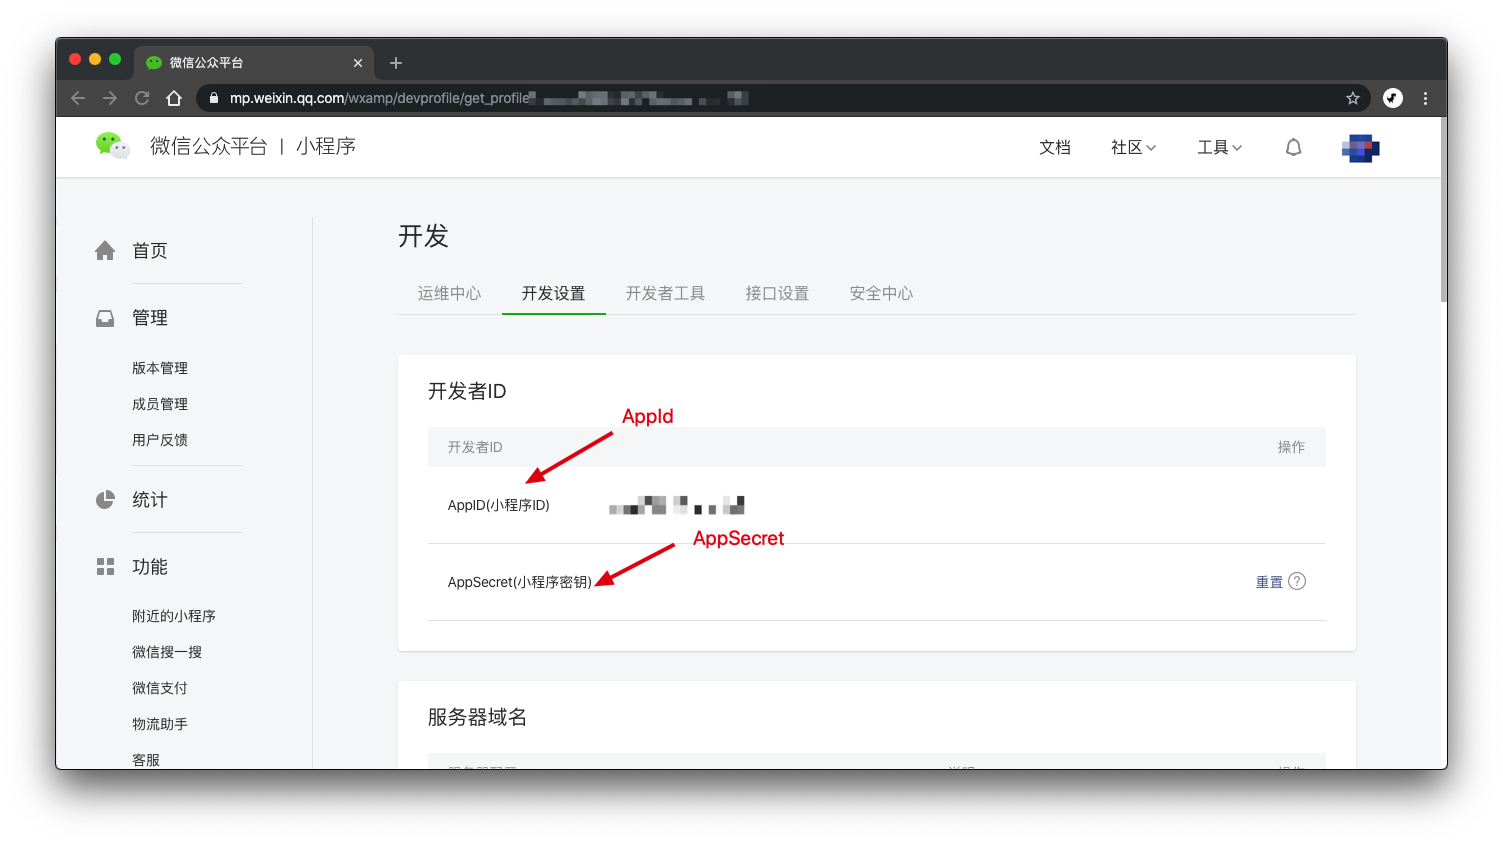 微信公众平台
mp.weixin.qq.com/wxamp/devprofile/get_profile
微信公众平台 | 小程序
文档 社区 工具
首页
管理
版本管理
成员管理
用户反馈
统计
功能
附近的小程序
微信搜一搜
微信支付
物流助手
客服
开发
运维中心 开发设置 开发者工具 接口设置 安全中心
开发者ID
AppId
开发者ID 操作
AppID(小程序ID)
AppSecret
AppSecret(小程序密钥) 重置 ?
服务器域名